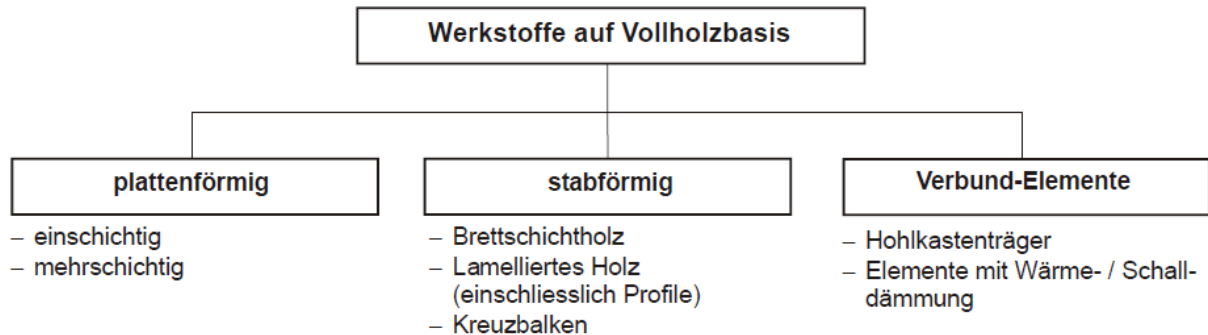 Werkstoffe auf Vollholzbasis
plattenförmig
– einschichtig
– mehrschichtig
stabförmig
– Brettschichtholz
– Lamelliertes Holz
(einschliesslich Profile)
– Kreuzbalken
Verbund-Elemente
– Hohlkastenträger
– Elemente mit Wärme- / Schall-
dämmung